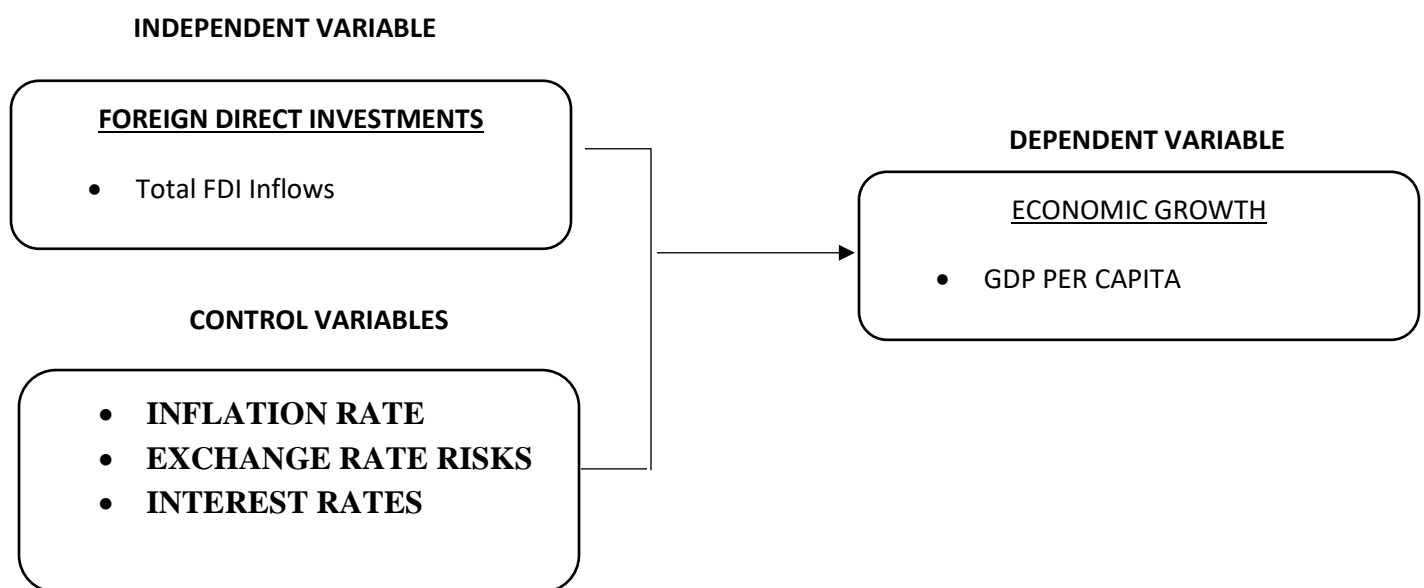 INDEPENDENT VARIABLE
FOREIGN DIRECT INVESTMENTS
• Total FDI Inflows
CONTROL VARIABLES
• INFLATION RATE
• EXCHANGE RATE RISKS
• INTEREST RATES
DEPENDENT VARIABLE
ECONOMIC GROWTH
• GDP PER CAPITA